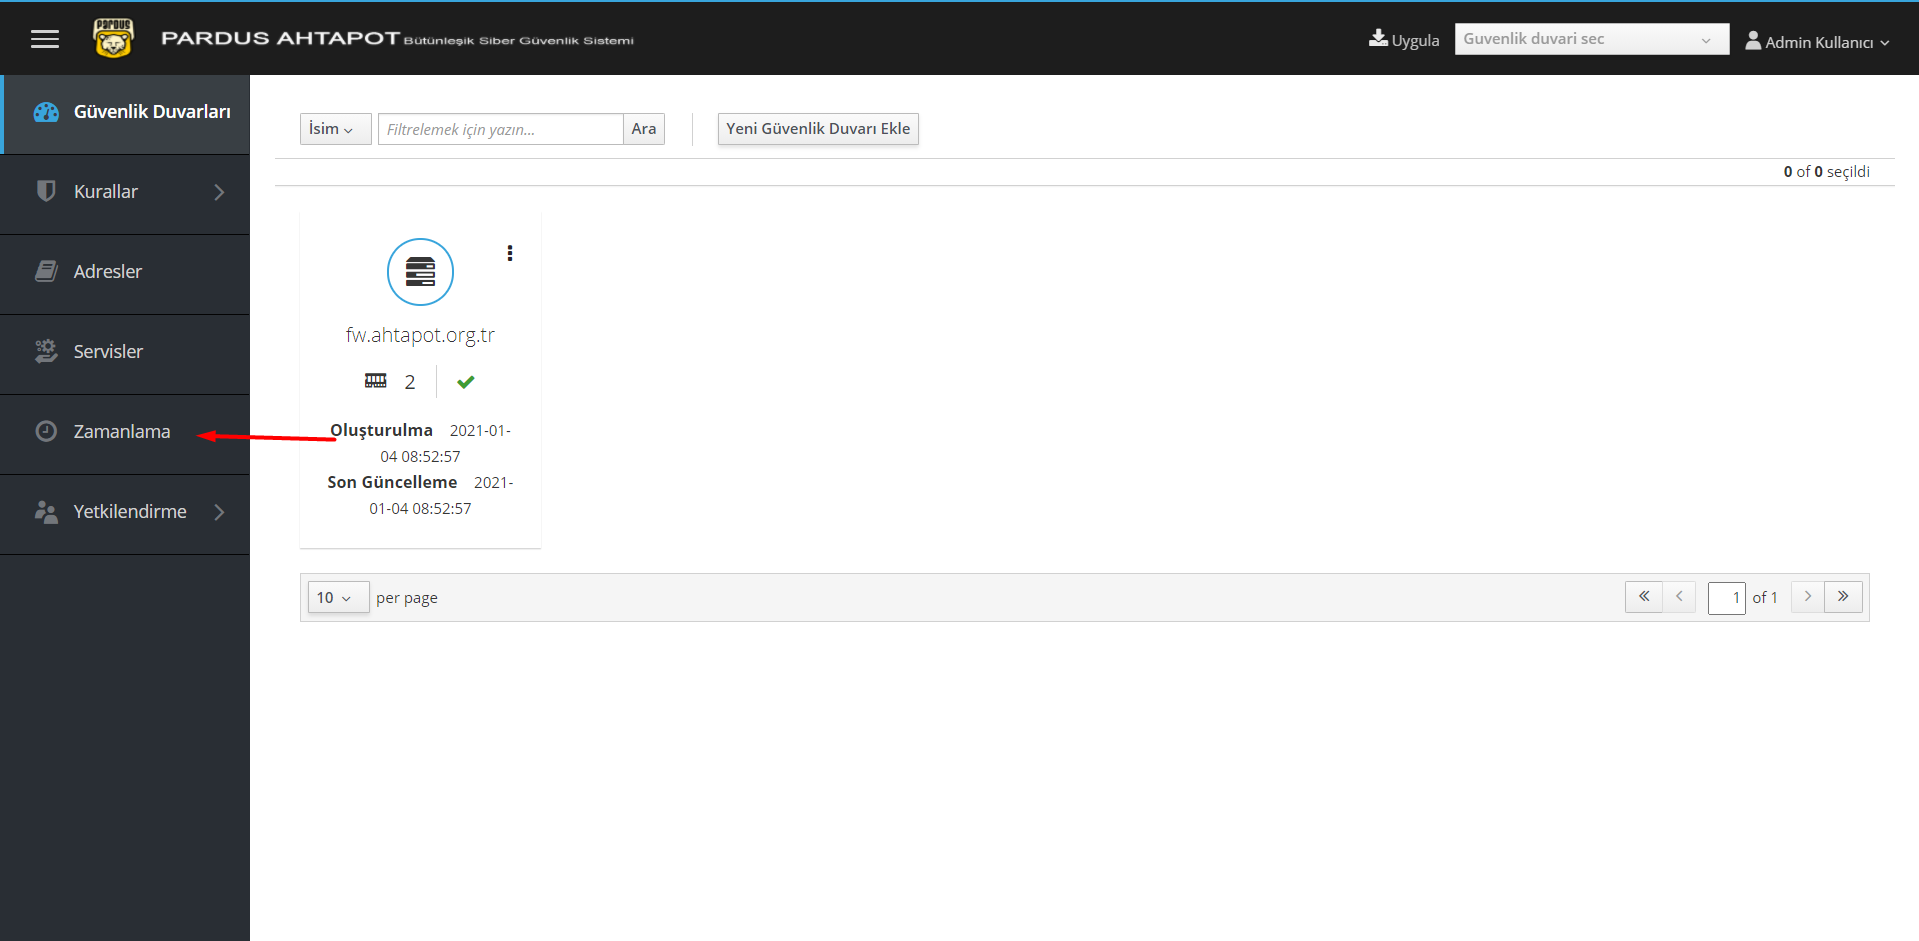 PARDUS
PARDUS AHTAPOT Bütünleşik Siber Güvenlik Sistemi
Uygula
Guvenlik duvari sec
Admin Kullanıcı
Güvenlik Duvarları
Kurallar
Adresler
Servisler
Zamanlama
Yetkilendirme
İsim
Filtrelemek için yazın...
Ara
Yeni Güvenlik Duvarı Ekle
0 of 0 seçildi
fw.ahtapot.org.tr
2
Oluşturulma 2021-01-
04 08:52:57
Son Güncelleme 2021-
01-04 08:52:57
10 per page
1 of 1